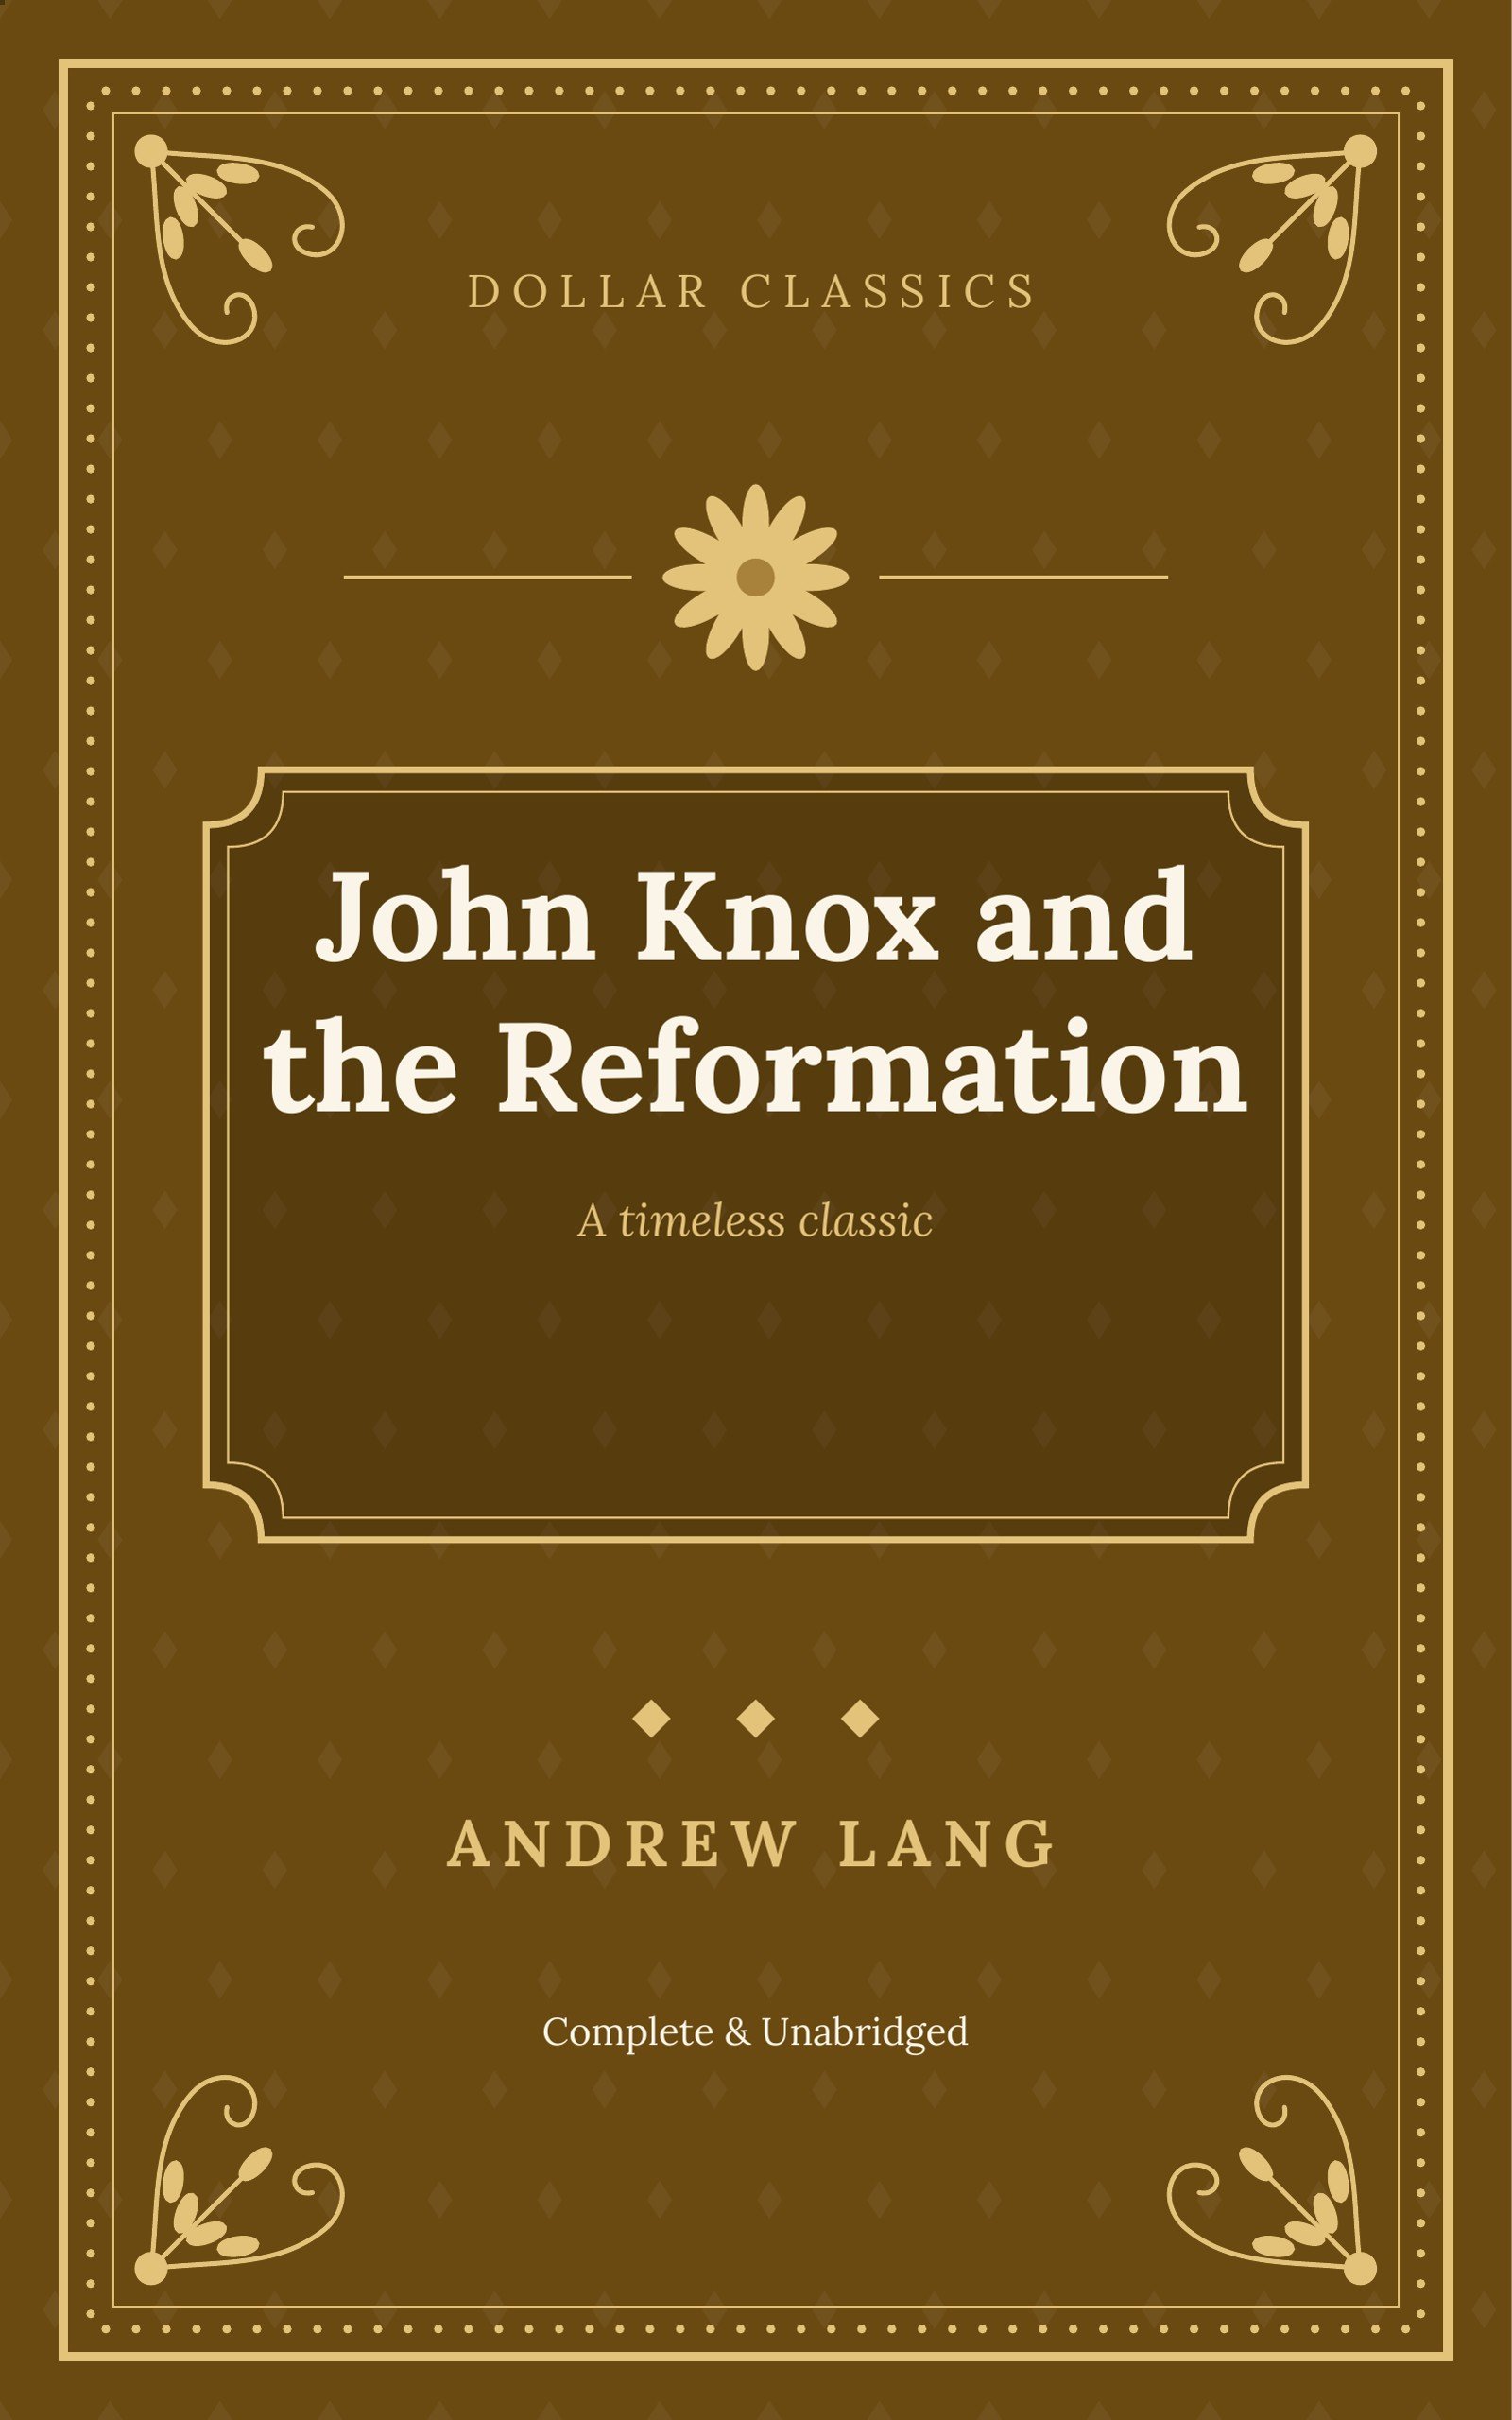 DOLLAR CLASSICS
John Knox and
the Reformation
A timeless classic
ANDREW LANG
Complete & Unabridged